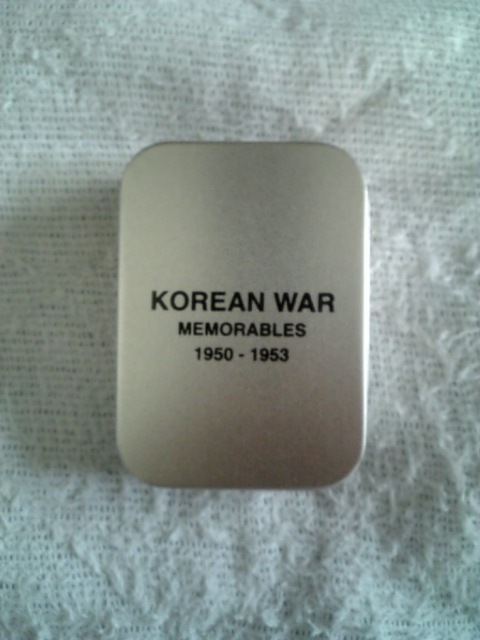 KOREAN WAR
MEMORABLES
1950 - 1953